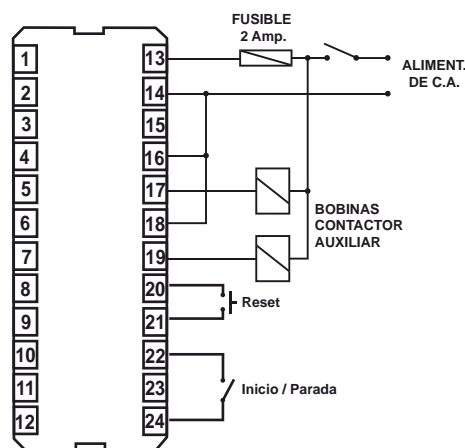 FUSIBLE
2 Amp.
ALIMENT.
DE C.A.
1 13
2 14
3 15
4 16
5 17
6 18
7 19
8 20
9 21
10 22
11 23
12 24
BOBINAS
CONTACTOR
AUXILIAR
Reset
Inicio / Parada